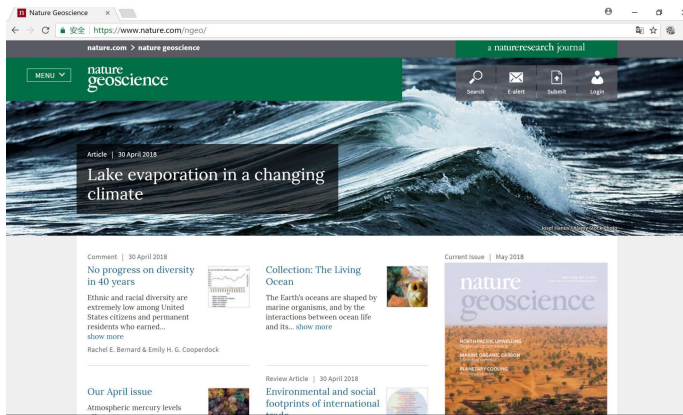 Nature Geoscience
安全 | https://www.nature.com/ngeo/
nature.com > nature geoscience
a natureresearch journal
MENU
nature
geoscience
Search
E-alert
Submit
Login
Article | 30 April 2018
Lake evaporation in a changing
climate
Josef Hanus / Alamy Stock Photo
Comment | 30 April 2018
No progress on diversity
in 40 years
Ethnic and racial diversity are
extremely low among United
States citizens and permanent
residents who earned...
show more
Rachel E. Bernard & Emily H. G. Cooperdock
Collection: The Living
Ocean
The Earth's oceans are shaped by
marine organisms, and by the
interactions between ocean life
and its... show more
Current Issue | May 2018
nature
geoscience
NORTH PACIFIC UPWELLING
MARINE ORGANIC CARBON
PLANETARY COOLING
Our April issue
Atmospheric mercury levels
Review Article | 30 April 2018
Environmental and social
footprints of international
trade